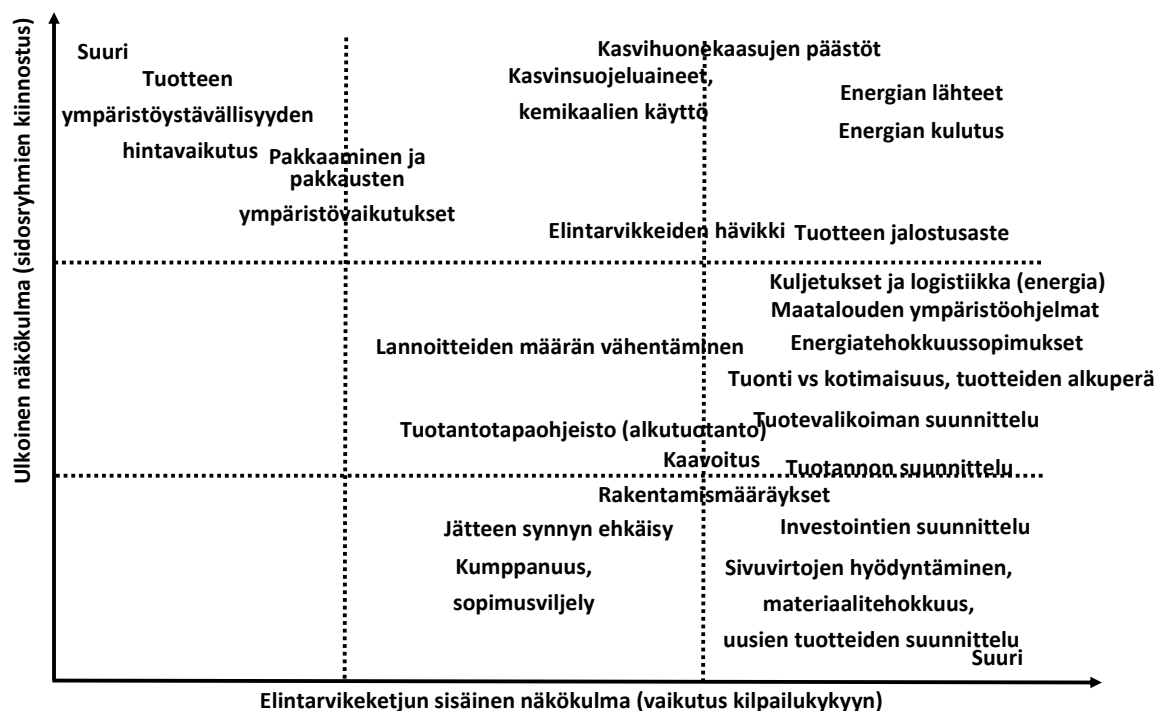 Ulkoinen näkökulma (sidosryhmien kiinnostus)
Suuri
Tuotteen
ympäristöystävällisyyden
hintavaikutus
Pakkaaminen ja
pakkausten
ympäristövaikutukset
Kasvihuonekaasujen päästöt
Kasvinsuojeluaineet,
kemikaalien käyttö
Energian lähteet
Energian kulutus
Elintarvikkeiden hävikki
Tuotteen jalostusaste
Kuljetukset ja logistiikka (energia)
Maatalouden ympäristöohjelmat
Lannoitteiden määrän vähentäminen
Energiatehokkuussopimukset
Tuonti vs kotimaisuus, tuotteiden alkuperä
Tuotantotapaohjeisto (alkutuotanto)
Tuotevalikoiman suunnittelu
Kaavoitus
Tuotannon suunnittelu
Rakentamismääräykset
Jätteen synnyn ehkäisy
Investointien suunnittelu
Kumppanuus,
sopimusviljely
Sivuvirtojen hyödyntäminen,
materiaalitehokkuus,
uusien tuotteiden suunnittelu
Suuri
Elintarvikeketjun sisäinen näkökulma (vaikutus kilpailukykyyn)